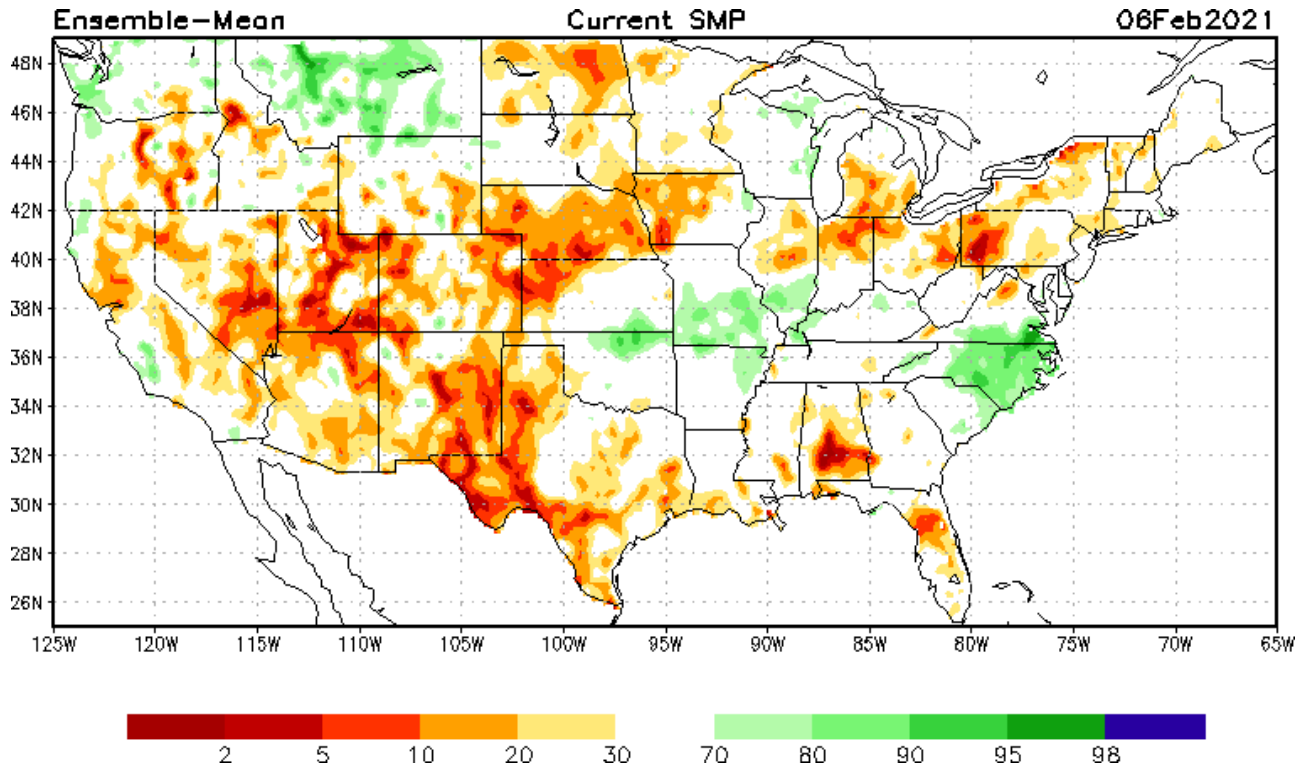 Ensemble-Mean Current SMP 06Feb2021
48N
46N
44N
42N
40N
38N
36N
34N
32N
30N
28N
26N
125W 120W 115W 110W 105W 100W 95W 90W 85W 80W 75W 70W 65W
2 5 10 20 30 70 80 90 95 98